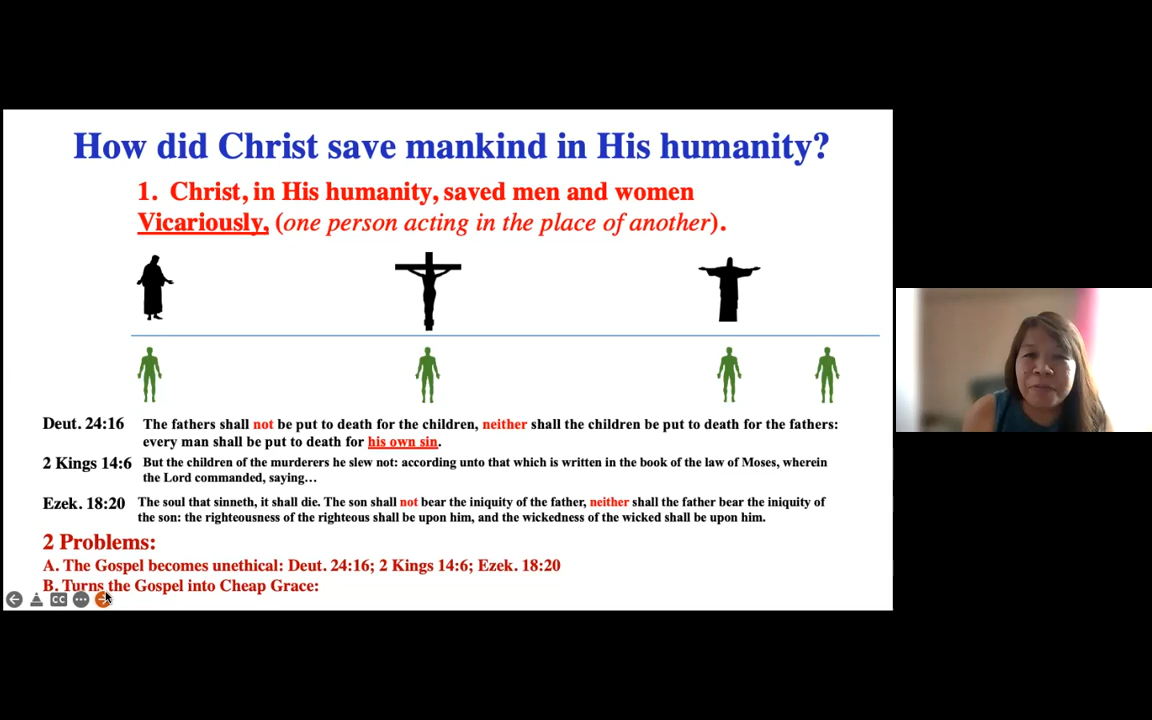 How did Christ save mankind in His humanity?
1. Christ, in His humanity, saved men and women
Vicariously, (one person acting in the place of another).
Deut. 24:16 The fathers shall not be put to death for the children, neither shall the children be put to death for the fathers:
every man shall be put to death for his own sin.
2 Kings 14:6 But the children of the murderers he slew not: according unto that which is written in the book of the law of Moses, wherein
the Lord commanded, saying…
Ezek. 18:20 The soul that sinneth, it shall die. The son shall not bear the iniquity of the father, neither shall the father bear the iniquity of
the son: the righteousness of the righteous shall be upon him, and the wickedness of the wicked shall be upon him.
2 Problems:
A. The Gospel becomes unethical: Deut. 24:16; 2 Kings 14:6; Ezek. 18:20
B. Turns the Gospel into Cheap Grace:
CC